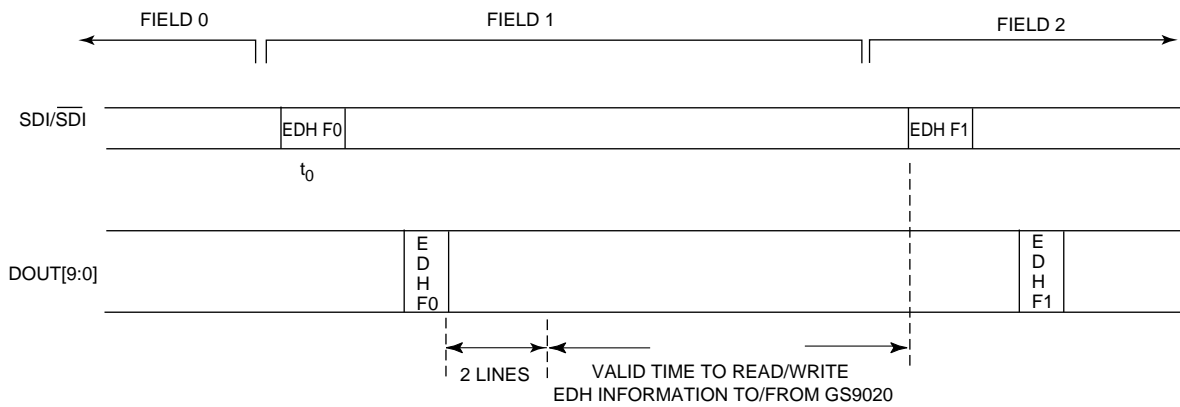 FIELD 0
FIELD 1
FIELD 2
SDI/SDI
EDH F0
EDH F1
t0
DOUT[9:0]
E
D
H
F0
E
D
H
F1
2 LINES
VALID TIME TO READ/WRITE
EDH INFORMATION TO/FROM GS9020